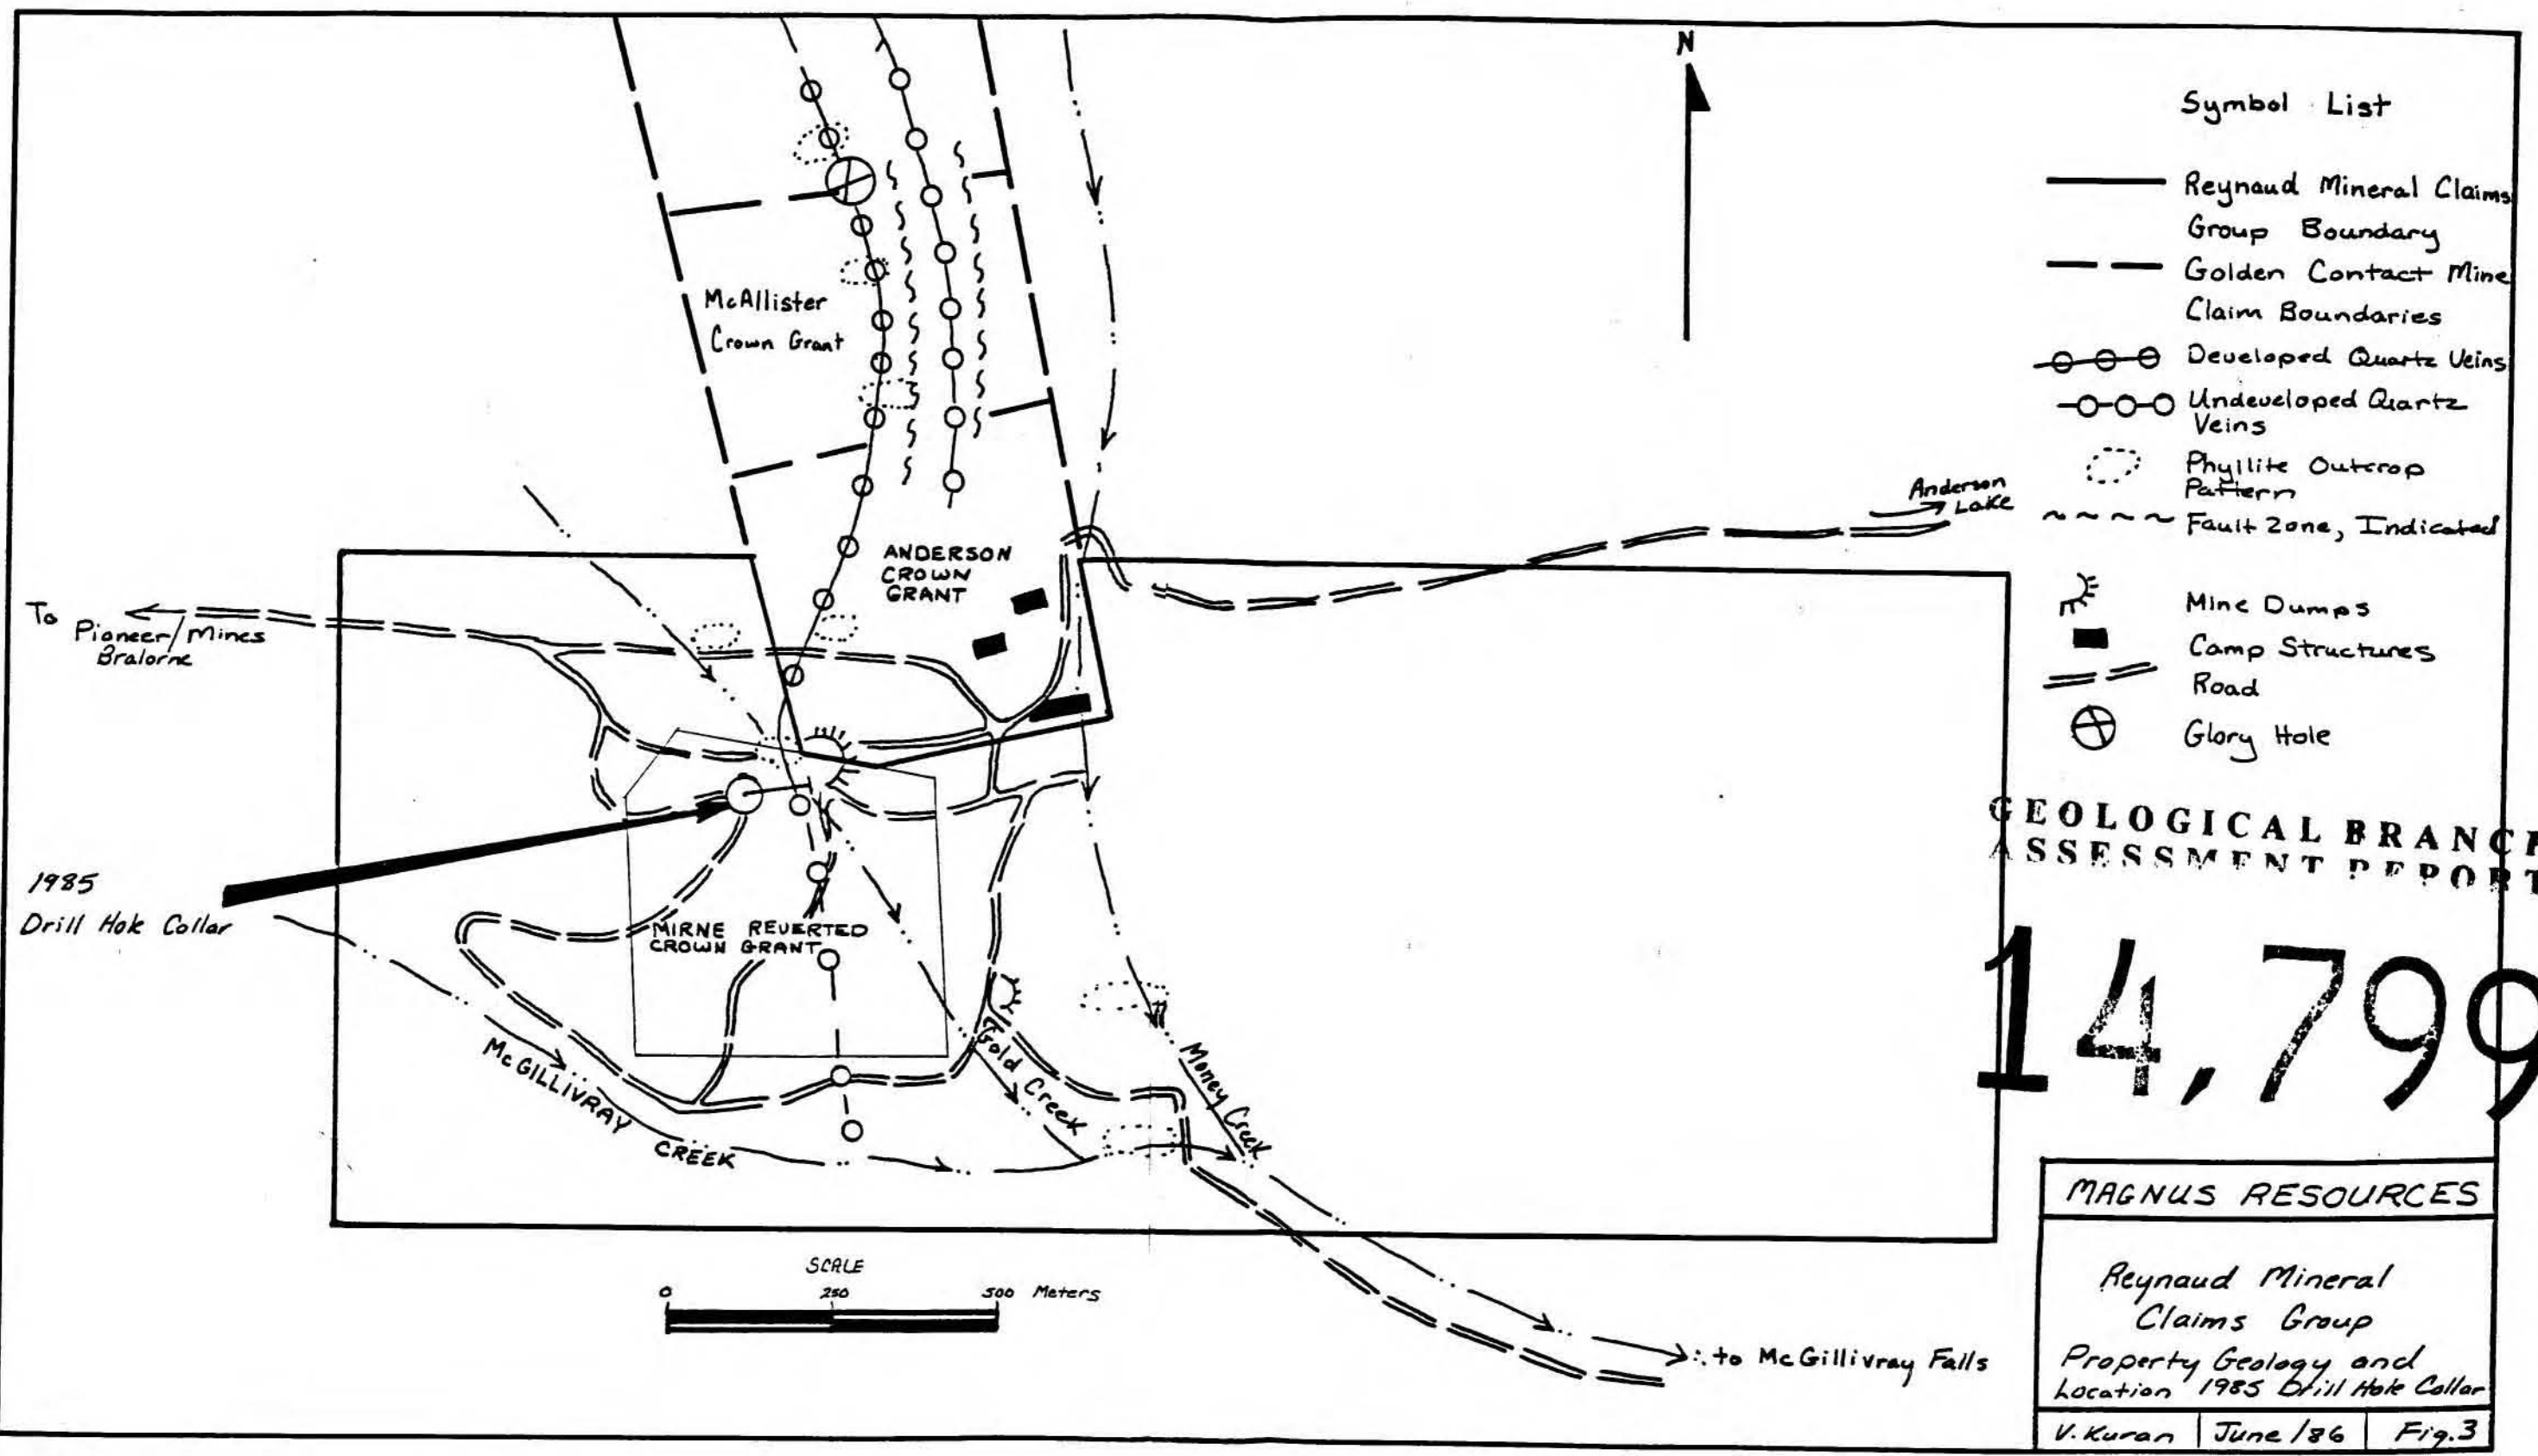 N
Symbol List
Reynaud Mineral Claims
Group Boundary
Golden Contact Mine
Claim Boundaries
Developed Quartz Veins
Undeveloped Quartz
Veins
Phyllite Outcrop
Pattern
Fault Zone, Indicated
Mine Dumps
Camp Structures
Road
Glory Hole
McAllister
Crown Grant
Anderson
Lake
ANDERSON
CROWN
GRANT
To
Pioneer/Mines
Bralorne
1985
Drill Hole Collar
MIRNE REVERTED
CROWN GRANT
McGILLIVRAY
CREEK
Gold Creek
Money Creek
to McGillivray Falls
SCALE
0 250 500 Meters
GEOLOGICAL BRANCH
ASSESSMENT REPORT
14,799
MAGNUS RESOURCES
Reynaud Mineral
Claims Group
Property Geology and
Location 1985 Drill Hole Collar
V. Kuran June/86 Fig.3